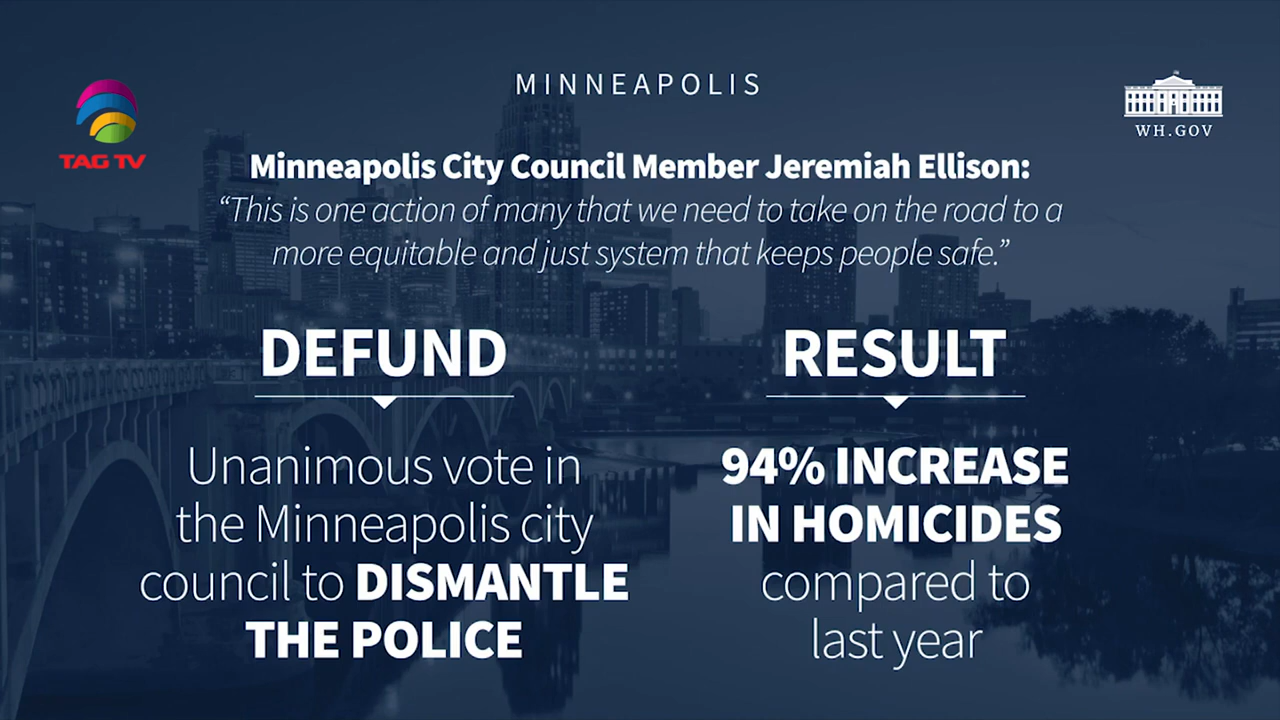 MINNEAPOLIS
TAG TV
WH.GOV
Minneapolis City Council Member Jeremiah Ellison:
“This is one action of many that we need to take on the road to a
more equitable and just system that keeps people safe.”
DEFUND
Unanimous vote in
the Minneapolis city
council to DISMANTLE
THE POLICE
RESULT
94% INCREASE
IN HOMICIDES
compared to
last year